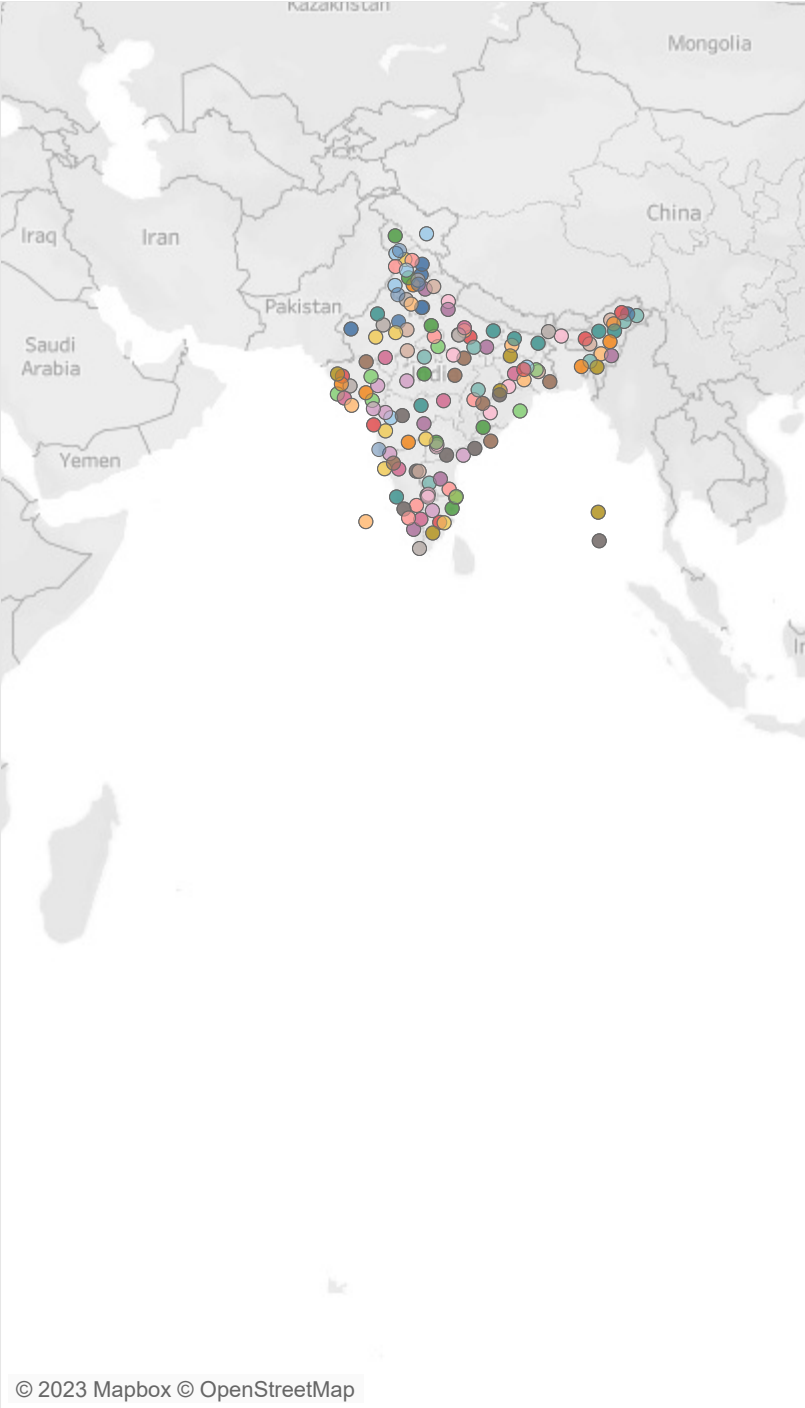 Kazakhstan
Mongolia
China
Iraq
Iran
Pakistan
Saudi
Arabia
Yemen
© 2023 Mapbox © OpenStreetMap